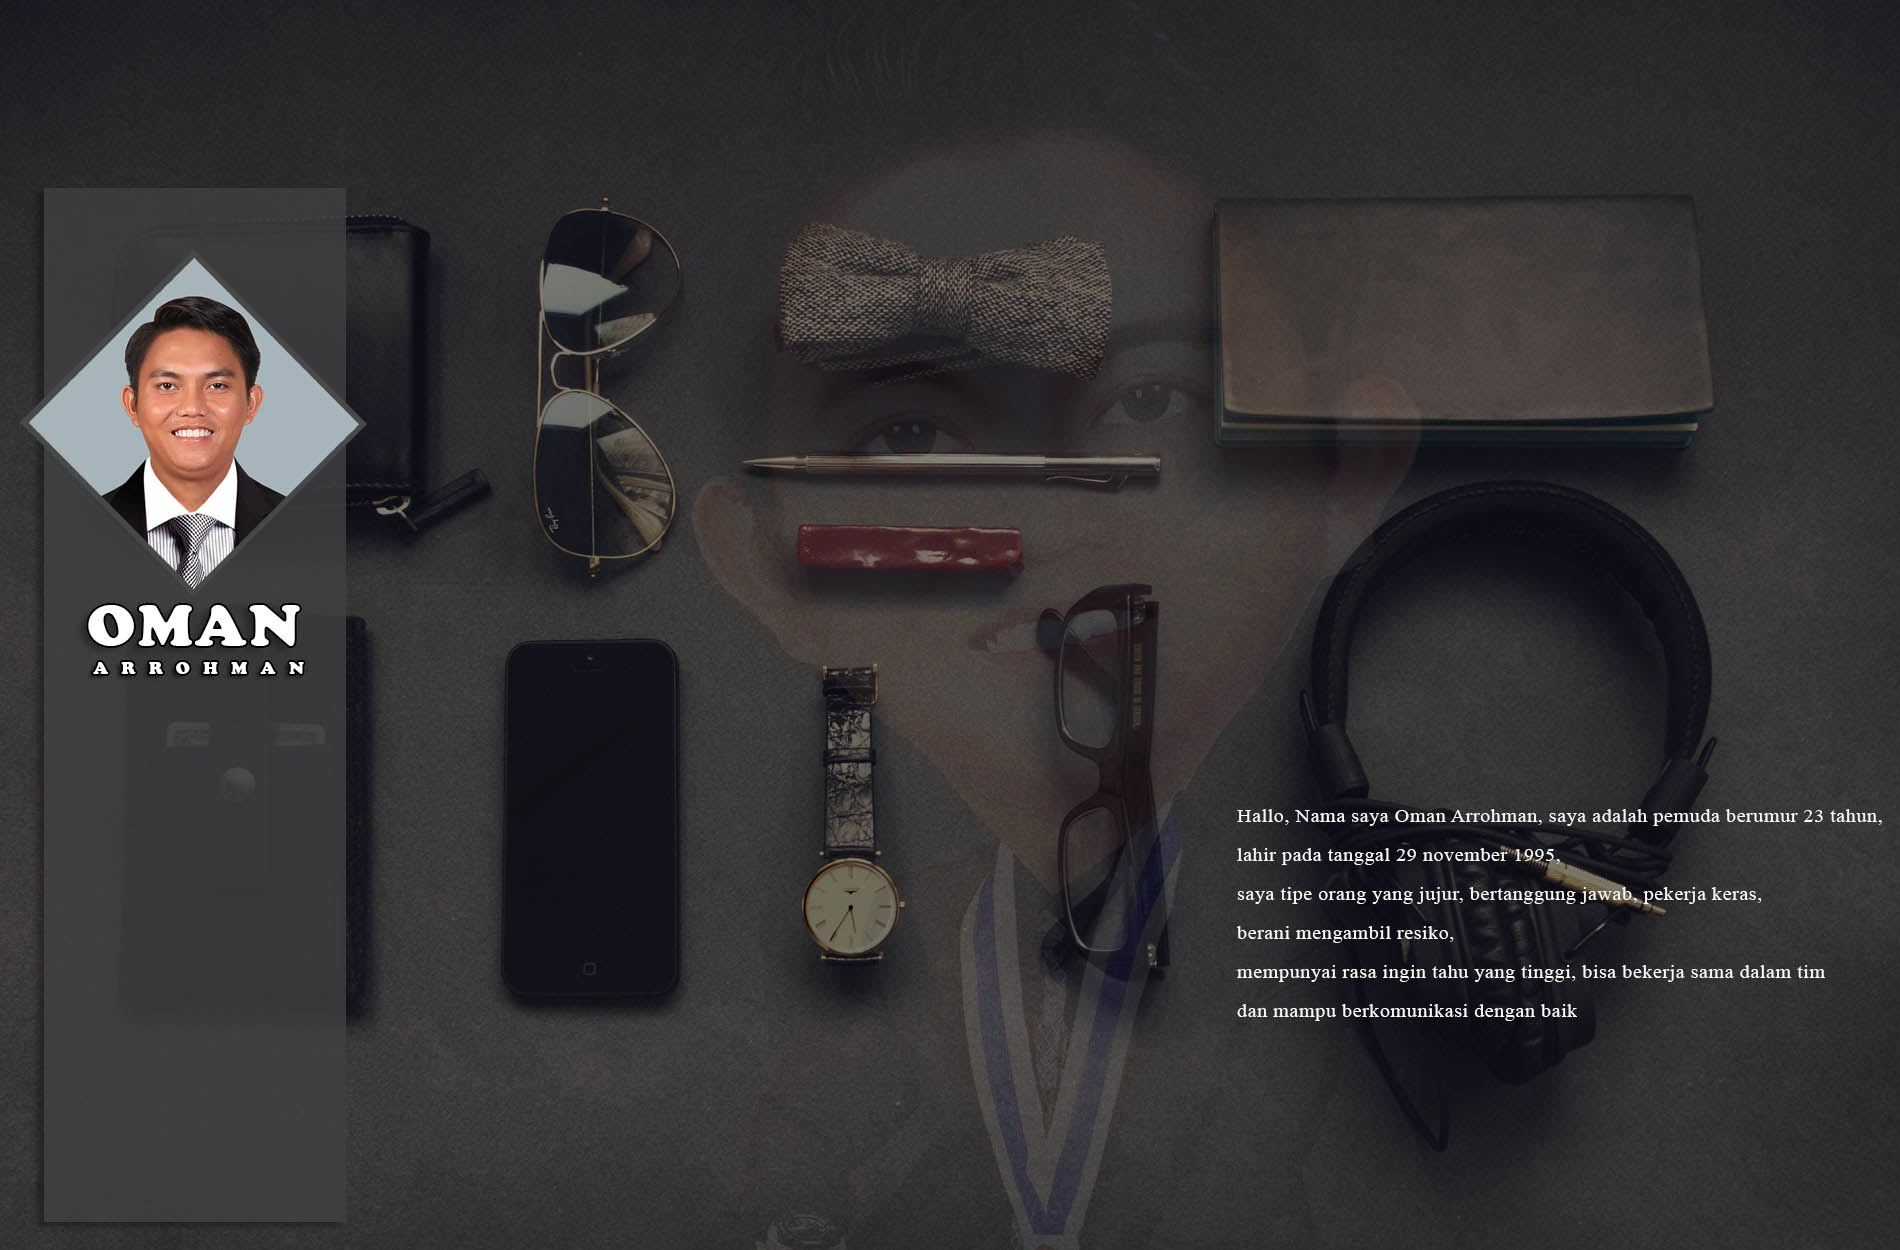 OMAN
ARROHMAN
Hallo, Nama saya Oman Arrohman, saya adalah pemuda berumur 23 tahun,
lahir pada tanggal 29 november 1995,
saya tipe orang yang jujur, bertanggung jawab, pekerja keras,
berani mengambil resiko,
mempunyai rasa ingin tahu yang tinggi, bisa bekerja sama dalam tim
dan mampu berkomunikasi dengan baik
Ray-Ban